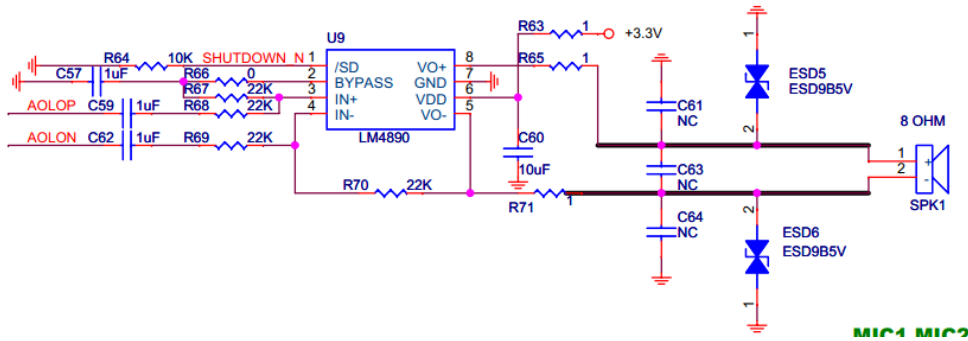 R63 1 +3.3V
U9
R64 10K SHUTDOWN_N 1 /SD VO+ 8 R65 1
C57 1uF R66 0 2 BYPASS GND 7
R67 22K 3 IN+ VDD 6
AOLOP C59 1uF R68 22K 4 IN- VO- 5
AOLON C62 1uF R69 22K LM4890
C60
10uF
R70 22K
R71 1
C61
NC
C63
NC
C64
NC
1
ESD5
ESD9B5V
2
8 OHM
1 +
2 -
SPK1
2
ESD6
ESD9B5V
1
MIC1 MIC2